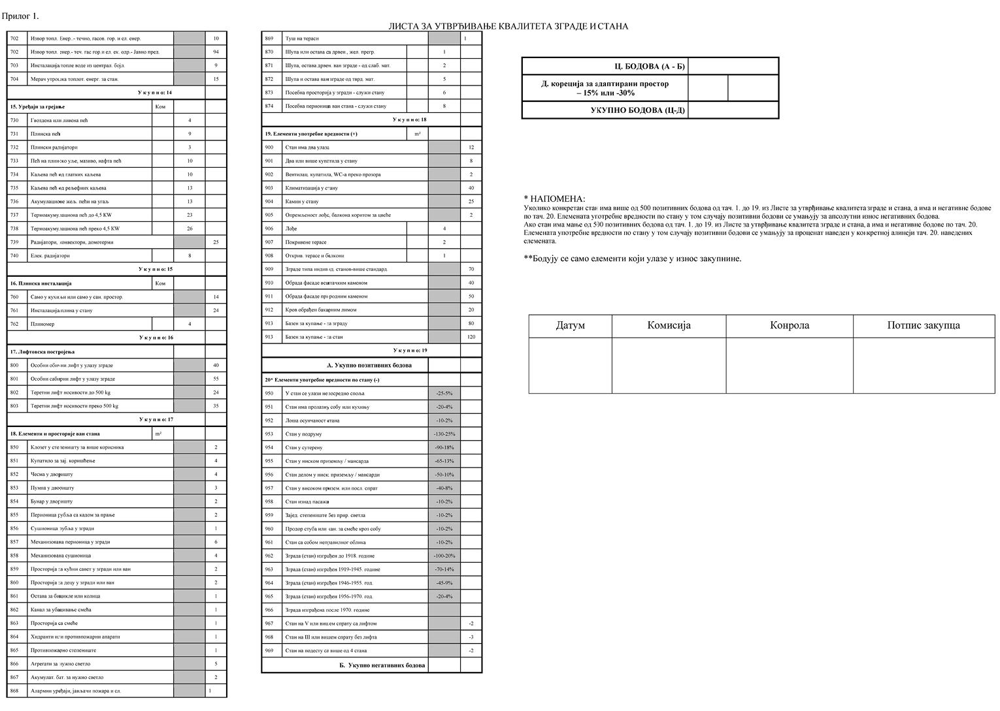 Прилог 1.
ЛИСТА ЗА УТВРЂИВАЊЕ КВАЛИТЕТА ЗГРАДЕ И СТАНА
702 Извор топл. Енер. - течно, гасов. гор. и ел. енер. 10
702 Извор топл. енер.- теч. гас гор.и ел. ек. одр.- Јавно пред. 94
703 Инсталација топле воде из централ. бојл. 9
704 Мерач утрошка топлот. енерг. за стан. 15
У к у п н о: 14
15. Уређаји за грејање Ком
730 Гвоздена или ливена пећ 4
731 Плинска пећ 9
732 Плински радијатори 3
733 Пећ на плинско уље, мазиво, нафта пећ 10
734 Каљева пећ од глатких каљева 10
735 Каљева пећ од рељефних каљева 13
736 Акумулационе жељ. пећи на угаљ 13
737 Термоакумулациона пећ до 4,5 KW 23
738 Термоакумулациона пећ преко 4,5 KW 26
739 Радијатори, конвектори, домотерми 25
740 Елек. радијатори 8
У к у п н о: 15
16. Плинска инсталација Ком
760 Само у кухињи или само у сан. простор. 14
761 Инсталација плина у стану 24
762 Плиномер 4
У к у п н о: 16
17. Лифтовска постројења
800 Особни обични лифт у улазу зграде 40
801 Особни сабирни лифт у улазу зграде 55
802 Теретни лифт носивости до 500 kg 24
803 Теретни лифт носивости преко 500 kg 35
У к у п н о: 17
18. Елементи и просторије ван стана m²
850 Клозет у степеништу за више корисника 2
851 Купатило за зај. коришћење 4
852 Чесма у дворишту 4
853 Пумпа у дворишту 3
854 Бунар у дворишту 2
855 Перионица рубља са кадом за прање 2
856 Сушионица рубља у згради 1
857 Механизована перионица у згради 6
858 Механизована сушионица 4
859 Просторија за кућни савет у згради или ван 2
860 Просторија за децу у згради или ван 2
861 Остава за бицикле или колица 1
862 Канал за убацивање смећа 1
863 Просторија са смеће 1
864 Хидранти или противпожарни апарати 1
865 Противпожарно степениште 1
866 Агрегати за нужно светло 5
867 Акумулат. бат. за нужно светло 2
868 Алармни уређаји, јављачи пожара и сл. 1
869 Туш на тераси 1
870 Шупа или остава са дрвен., жел. прегр. 1
871 Шупа, остава дрвен. ван зграде - од слаб. мат. 2
872 Шупа и остава ван зграде од тврд. мат. 5
873 Посебна просторија у згради - служи стану 6
874 Посебна перионица ван стана - служи стану 8
У к у п н о: 18
19. Елементи употребне вредности (+) m²
900 Стан има два улаза 12
901 Два или више купатила у стану 8
902 Вентилац. купатила, WC-а преко прозора 2
903 Климатизација у стану 40
904 Камин у стану 25
905 Опремљеност лође, балкона коритом за цвеће 2
906 Лође 4
907 Покривене терасе 2
908 Открив. терасе и балкони 1
909 Зграде типа индивид. станов-више стандард. 70
910 Обрада фасаде вештачким каменом 40
911 Обрада фасаде природним каменом 50
912 Кров обрађен бакарним лимом 20
913 Базен за купање - за зграду 80
913 Базен за купање - за стан 120
У к у п н о: 19
А. Укупно позитивних бодова
20* Елементи употребне вредности по стану (-)
950 У стан се улази непосредно споља -25-5%
951 Стан има пролазну собу или кухињу -20-4%
952 Лоша осунчаност стана -10-2%
953 Стан у подруму -130-25%
954 Стан у сутерену -90-18%
955 Стан у ниском приземљу / мансарда -65-13%
956 Стан делом у ниск. приземљу / мансарди -50-10%
957 Стан у високом призем. или посл. спрат -40-8%
958 Стан изнад пасажа -10-2%
959 Зајед. степениште без прир. светла -10-2%
960 Продор стуба или кан. за смеће кроз собу -10-2%
961 Стан са собом неправилног облика -10-2%
962 Зграда (стан) изграђен до 1918. године -100-20%
963 Зграда (стан) изграђен 1919-1945. године -70-14%
964 Зграда (стан) изграђен 1946-1955. год. -45-9%
965 Зграда (стан) изграђен 1956-1970. год. -20-4%
966 Зграда изграђена после 1970. године
967 Стан на V или вишем спрату са лифтом -2
968 Стан на III или вишем спрату без лифта -3
969 Стан на подесту са више од 4 стана -2
Б. Укупно негативних бодова
Ц. БОДОВА (А - Б)
Д. кореција за адаптирани простор
– 15% или -30%
УКУПНО БОДОВА (Ц-Д)
* НАПОМЕНА:
Уколико конкретан стан има више од 500 позитивних бодова од тач. 1. до 19. из Листе за утврђивање квалитета зграде и стана, а има и негативне бодове
по тач. 20. Елемената употребне вредности по стану у том случају позитивни бодови се умањују за апсолутни износ негативних бодова.
Ако стан има мање од 500 позитивних бодова од тач. 1. до 19. из Листе за утврђивање квалитета зграде и стана, а има и негативне бодове по тач. 20.
Елемената употребне вредности по стану у том случају позитивни бодови се умањују за проценат наведен у конкретној алинеји тач. 20. наведених
елемената.
**Бодују се само елементи који улазе у износ закупнине.
Датум Комисија Конрола Потпис закупца